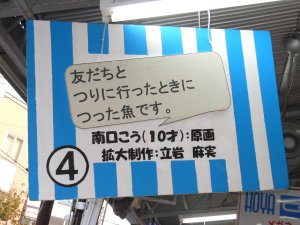 友だちと
つりに行ったときに
つった魚です。
南口こう(10才):原画
拡大制作:立岩 麻実
④
HOYA